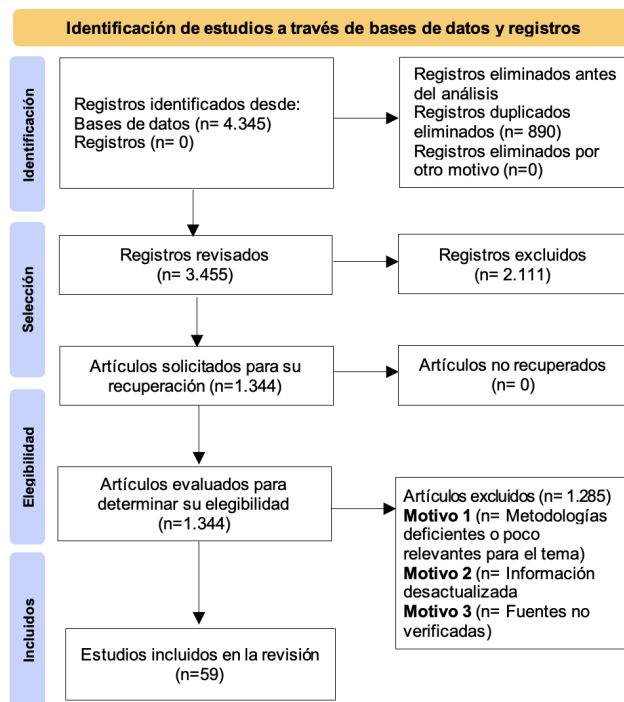 Identificación de estudios a través de bases de datos y registros
Identificación
Registros identificados desde:
Bases de datos (n= 4.345)
Registros (n= 0)
Registros eliminados antes
del análisis
Registros duplicados
eliminados (n= 890)
Registros eliminados por
otro motivo (n=0)
Selección
Registros revisados
(n= 3.455)
Registros excluidos
(n= 2.111)
Artículos solicitados para su
recuperación (n=1.344)
Artículos no recuperados
(n= 0)
Elegibilidad
Artículos evaluados para
determinar su elegibilidad
(n=1.344)
Artículos excluidos (n= 1.285)
Motivo 1 (n= Metodologías
deficientes o poco
relevantes para el tema)
Motivo 2 (n= Información
desactualizada
Motivo 3 (n= Fuentes no
verificadas)
Incluidos
Estudios incluidos en la revisión
(n=59)